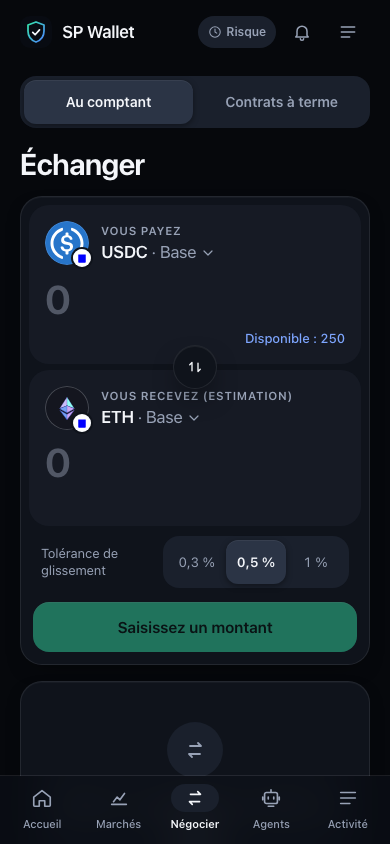 SP Wallet
Risque
Au comptant
Contrats à terme
Échanger
VOUS PAYEZ
USDC · Base
0
Disponible : 250
VOUS RECEVEZ (ESTIMATION)
ETH · Base
0
Tolérance de
glissement
0,3 %
0,5 %
1 %
Saisissez un montant
Accueil
Marchés
Négocier
Agents
Activité